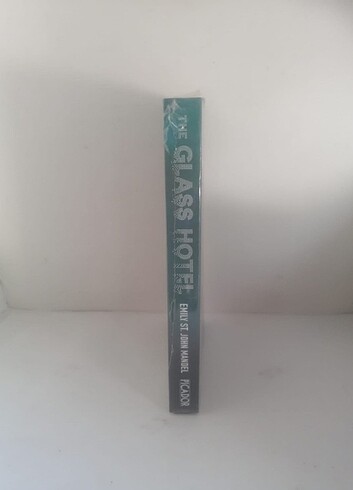 THE GLASS HOTEL
EMILY ST. JOHN MANDEL
PICADOR